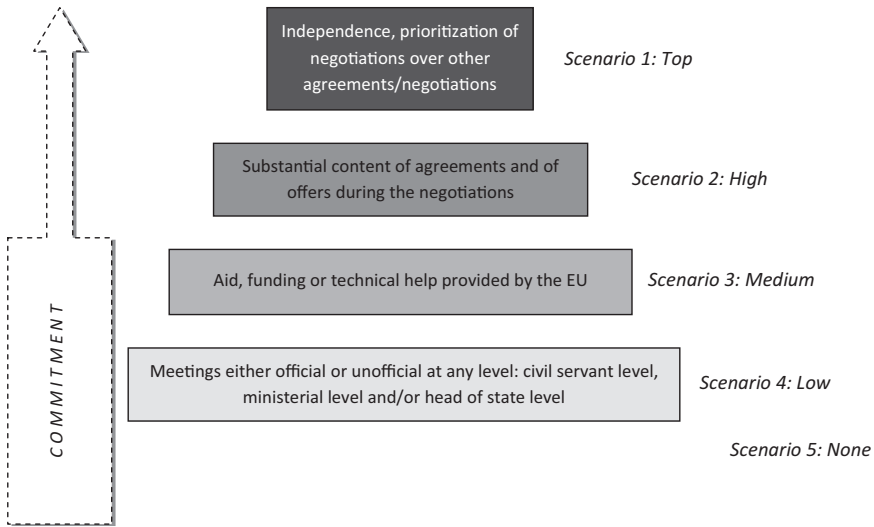 Independence, prioritization of
negotiations over other
agreements/negotiations
Scenario 1: Top
Substantial content of agreements and of
offers during the negotiations
Scenario 2: High
Aid, funding or technical help provided by the EU
Scenario 3: Medium
Meetings either official or unofficial at any level: civil servant level,
ministerial level and/or head of state level
Scenario 4: Low
Scenario 5: None
COMMITMENT